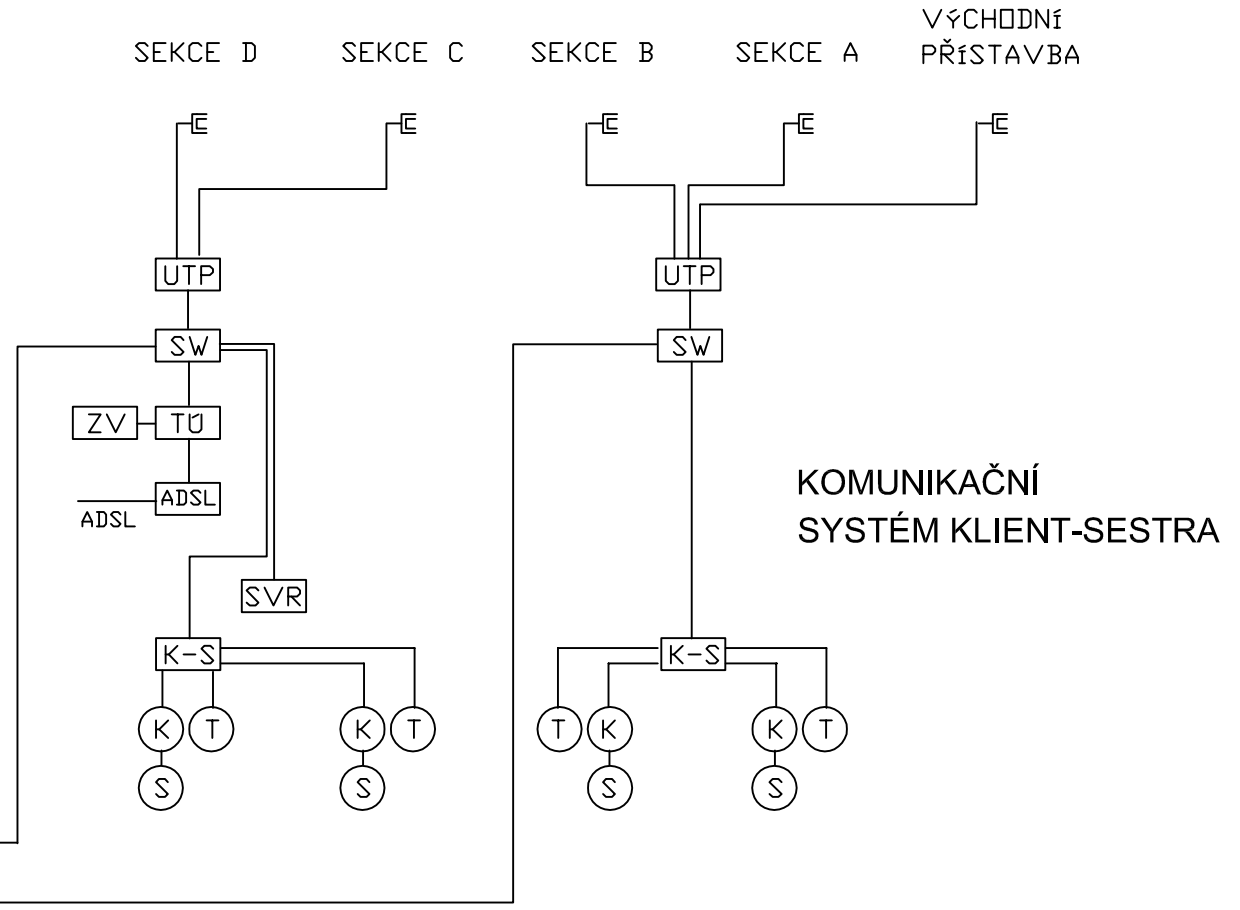 SEKCE D
SEKCE C
SEKCE B
SEKCE A
VÝCHODNÍ
PŘÍSTAVBA
UTP
UTP
SW
SW
ZV
TÚ
ADSL
ADSL
KOMUNIKAČNÍ
SYSTÉM KLIENT-SESTRA
SVR
K-S
K-S
K
T
K
T
T
K
K
T
S
S
S
S